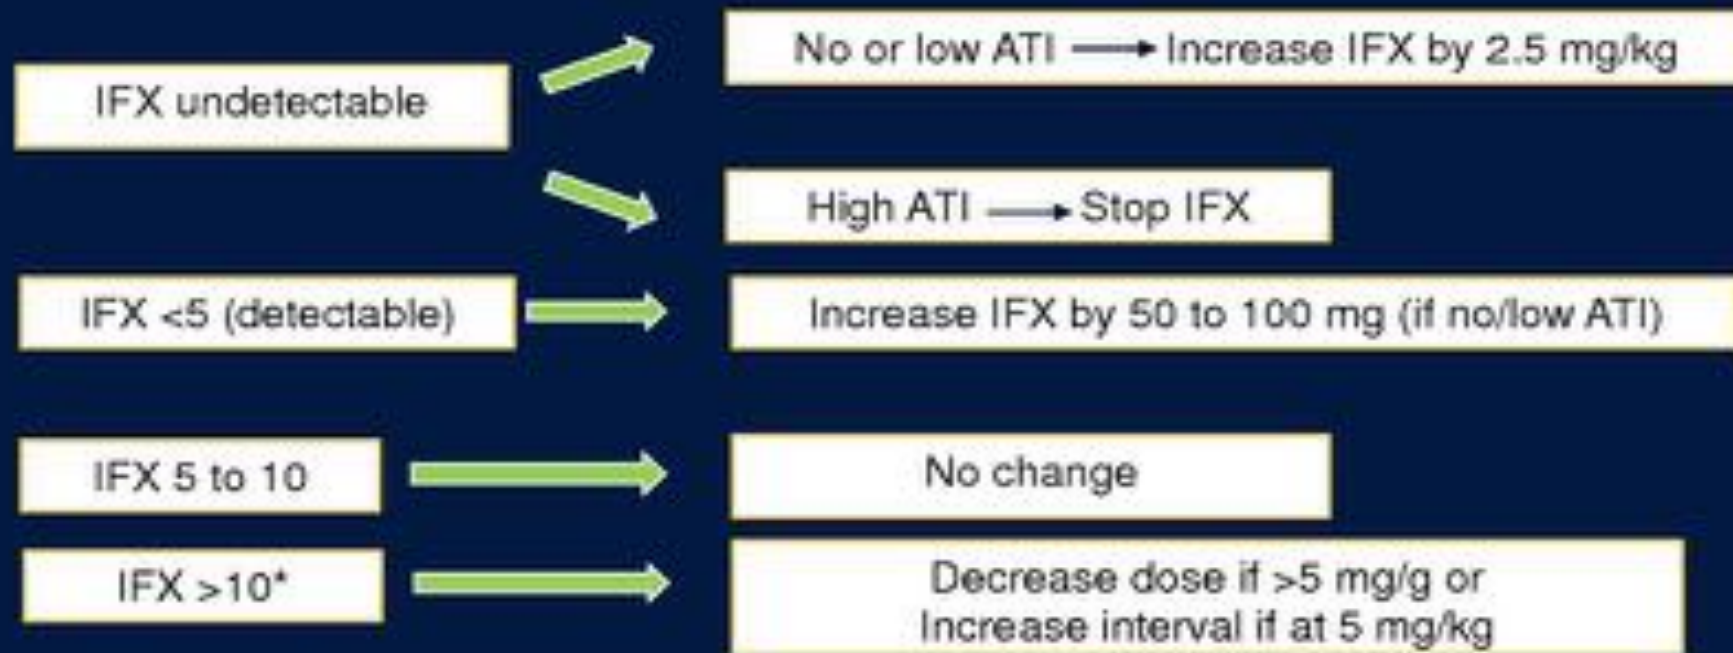 IFX undetectable
No or low ATI → Increase IFX by 2.5 mg/kg
High ATI → Stop IFX
IFX <5 (detectable)
Increase IFX by 50 to 100 mg (if no/low ATI)
IFX 5 to 10
No change
IFX >10*
Decrease dose if >5 mg/g or
Increase interval if at 5 mg/kg